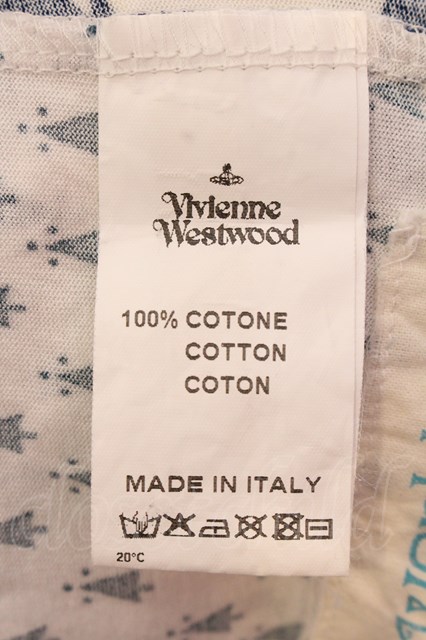 Vivienne
Westwood
100% COTONE
COTTON
COTON
MADE IN ITALY
20°C